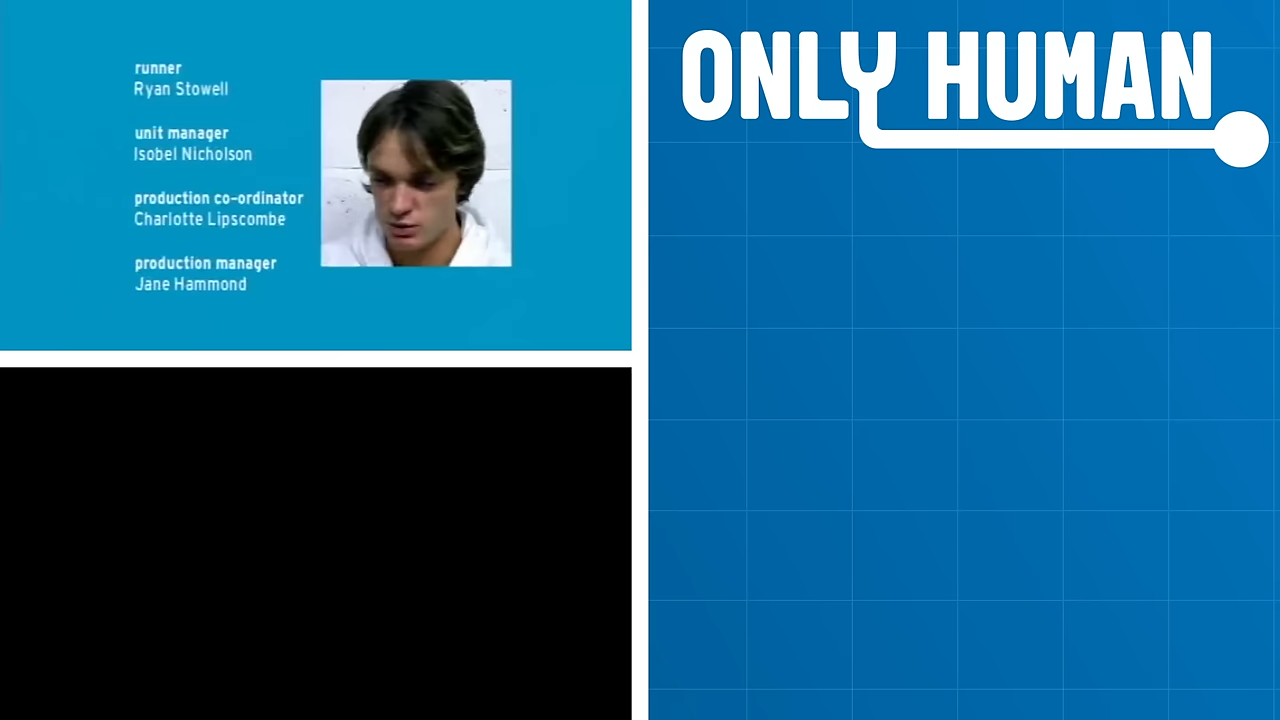 runner
Ryan Stowell
unit manager
Isobel Nicholson
production co-ordinator
Charlotte Lipscombe
production manager
Jane Hammond
ONLY HUMAN